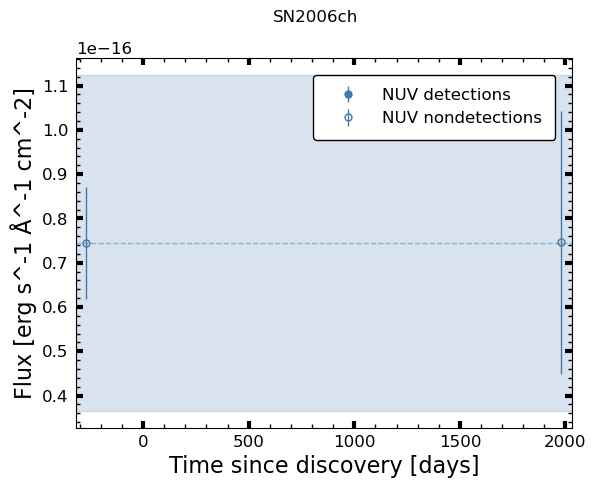 SN2006ch
1e−16
1.1
1.0
0.9
0.8
0.7
0.6
0.5
0.4
Flux [erg s^-1 Å^-1 cm^-2]
NUV detections
NUV nondetections
0 500 1000 1500 2000
Time since discovery [days]